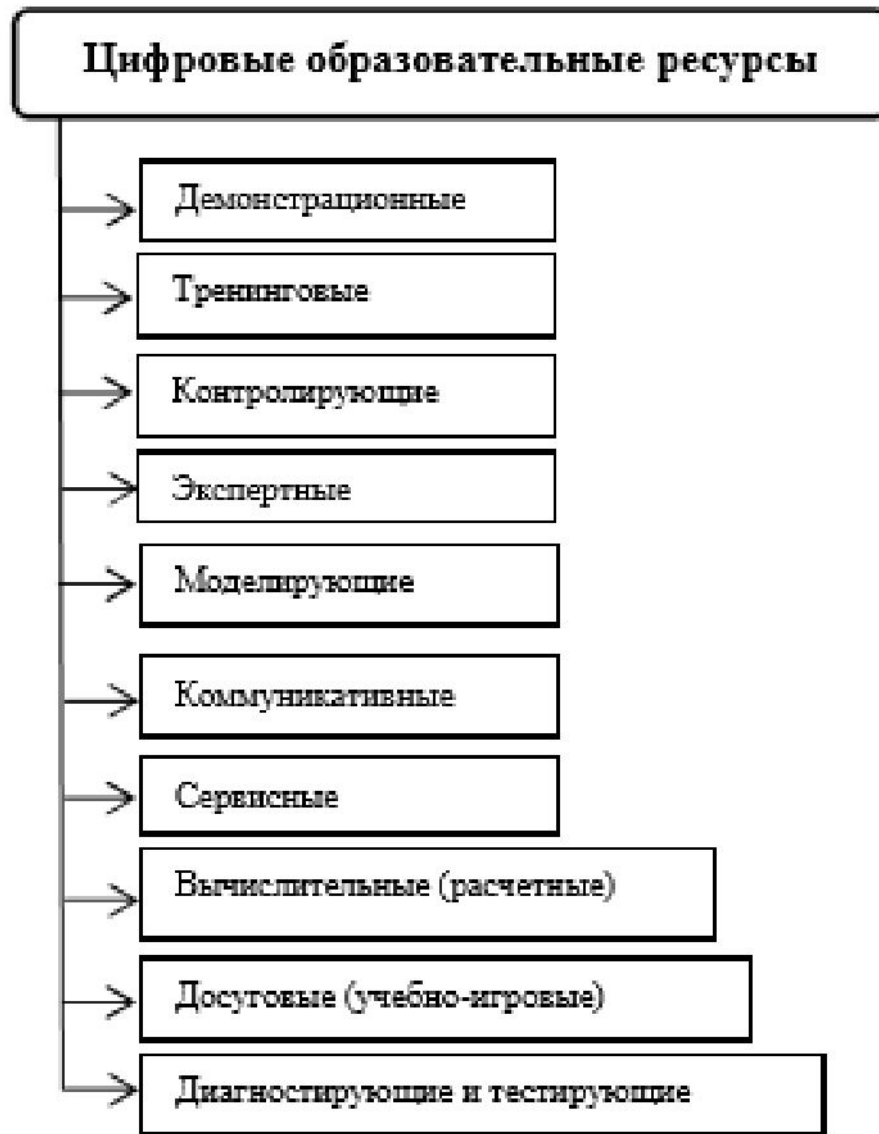 Цифровые образовательные ресурсы
Демонстрационные
Тренинговые
Контролирующие
Экспертные
Моделирующие
Коммуникативные
Сервисные
Вычислительные (расчетные)
Досуговые (учебно-игровые)
Диагностирующие и тестирующие